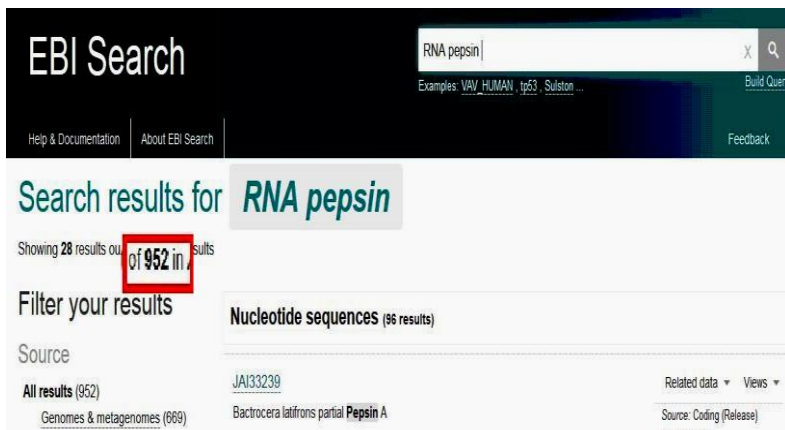 EBI Search
RNA pepsin
X
Examples: VAV_HUMAN , tp53 , Sulston ...
Build Quer
Help & Documentation
About EBI Search
Feedback
Search results for RNA pepsin
Showing 28 results ou of 952 in sults
Filter your results
Nucleotide sequences (96 results)
Source
All results (952)
Genomes & metagenomes (669)
JAI33239
Bactrocera latifrons partial Pepsin A
Related data
Views
Source: Coding (Release)